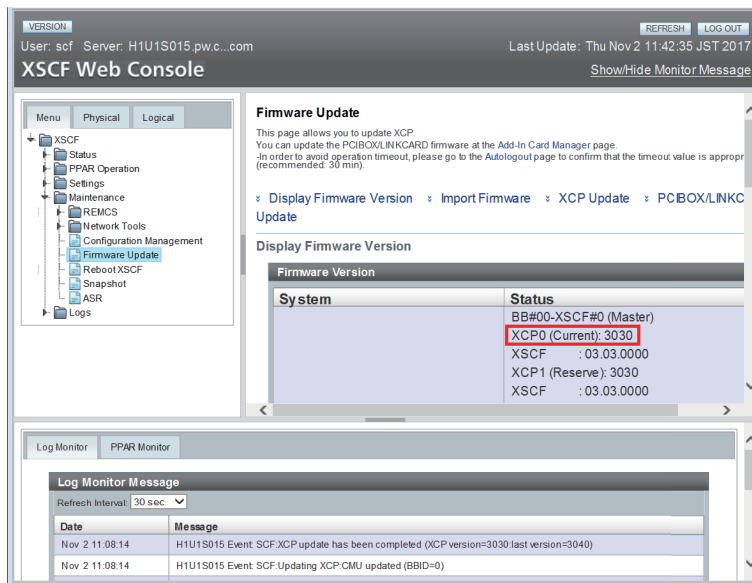 VERSION
REFRESH LOG OUT
User: scf Server: H1U1S015.pw.c...com
Last Update: Thu Nov 2 11:42:35 JST 2017
XSCF Web Console
Show/Hide Monitor Message
Menu Physical Logical
XSCF
Status
PPAR Operation
Settings
Maintenance
REMCS
Network Tools
Configuration Management
Firmware Update
Reboot XSCF
Snapshot
ASR
Logs
Firmware Update
This page allows you to update XCP.
You can update the PCIBOX/LINKCARD firmware at the Add-In Card Manager page.
-In order to avoid operation timeout, please go to the Autologout page to confirm that the timeout value is appropr
(recommended: 30 min).
Display Firmware Version Import Firmware XCP Update PCIBOX/LINKC
Update
Display Firmware Version
Firmware Version
System Status
BB#00-XSCF#0 (Master)
XCP0 (Current): 3030
XSCF : 03.03.0000
XCP1 (Reserve): 3030
XSCF : 03.03.0000
Log Monitor PPAR Monitor
Log Monitor Message
Refresh Interval: 30 sec
Date Message
Nov 2 11:08:14 H1U1S015 Event: SCF:XCP update has been completed (XCP version=3030:last version=3040)
Nov 2 11:08:14 H1U1S015 Event: SCF:Updating XCP:CMU updated (BBID=0)